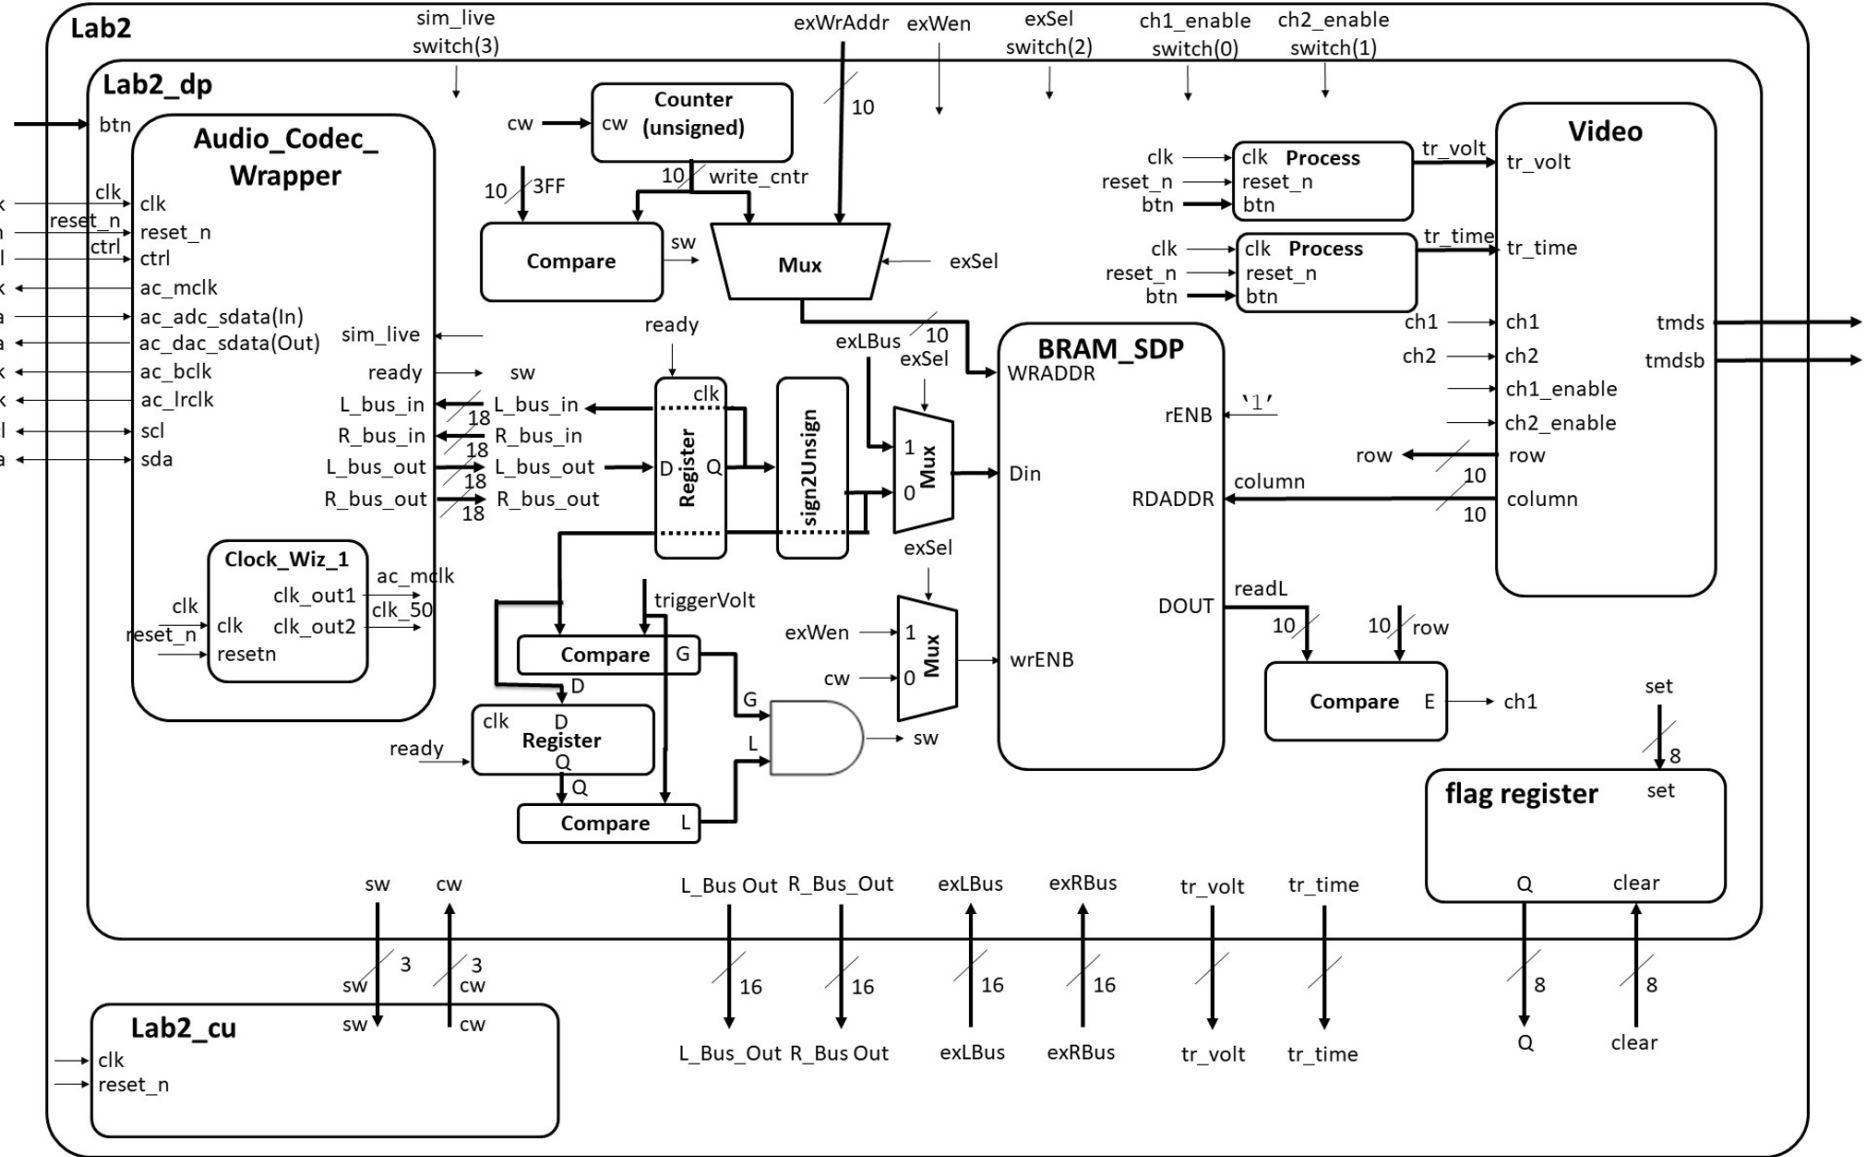 Lab2
sim_live
switch(3)
exWrAddr
exWen
exSel
switch(2)
ch1_enable
switch(0)
ch2_enable
switch(1)
Lab2_dp
btn
Audio_Codec_
Wrapper
clk
clk
reset_n
reset_n
ctrl
ctrl
ac_mclk
ac_adc_sdata(In)
ac_dac_sdata(Out)
ac_bclk
ac_lrclk
scl
sda
sim_live
ready
sw
L_bus_in
18
L_bus_in
R_bus_in
18
R_bus_in
L_bus_out
18
L_bus_out
R_bus_out
18
R_bus_out
Clock_Wiz_1
clk
clk
reset_n
resetn
clk_out1
ac_mclk
clk_out2
clk_50
cw
cw
Counter
(unsigned)
10
write_cntr
10
3FF
Compare
sw
10
Mux
exSel
10
ready
clk
D
Register
Q
sign2Unsign
exLBus
exSel
1
0
Mux
exSel
exWen
1
cw
0
Mux
triggerVolt
Compare
G
D
clk
D
Register
Q
ready
Q
Compare
L
G
L
sw
BRAM_SDP
WRADDR
rENB
'1'
Din
RDADDR
column
DOUT
readL
wrENB
10
10
row
Compare
E
ch1
clk
clk
Process
reset_n
reset_n
btn
btn
tr_volt
clk
clk
Process
reset_n
reset_n
btn
btn
tr_time
Video
tr_volt
tr_time
ch1
ch1
ch2
ch2
ch1_enable
ch2_enable
row
row
10
column
10
tmds
tmdsb
set
8
flag register
set
Q
clear
8
8
Q
clear
sw
cw
3
3
sw
cw
sw
cw
Lab2_cu
clk
reset_n
L_Bus Out
R_Bus_Out
exLBus
exRBus
tr_volt
tr_time
16
16
16
16
L_Bus_Out
R_Bus Out
exLBus
exRBus
tr_volt
tr_time